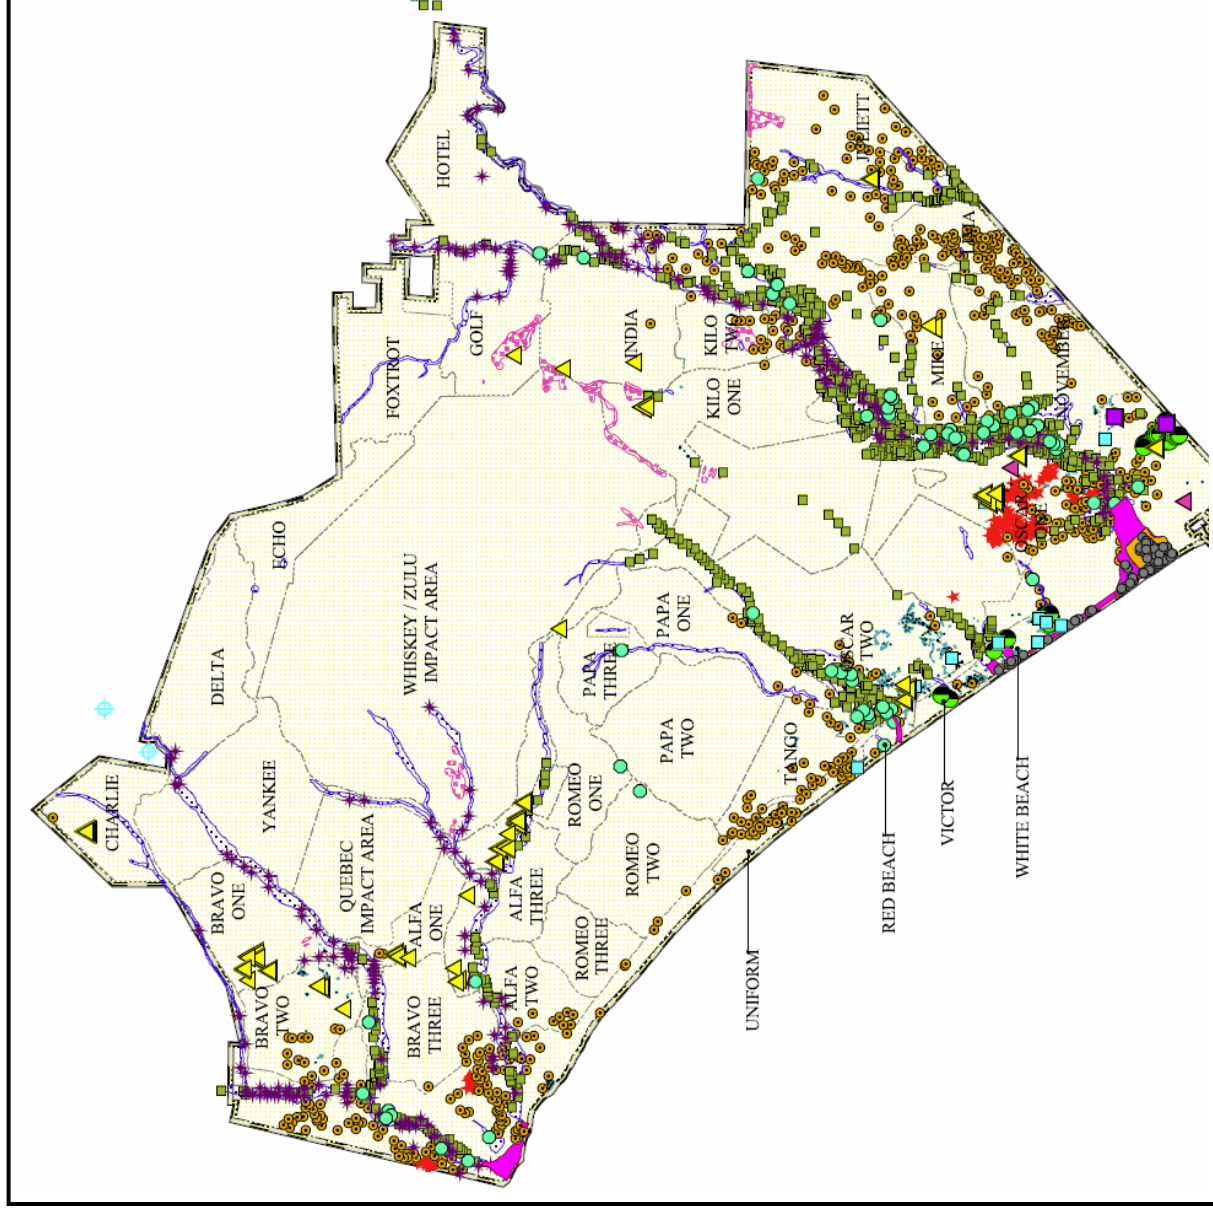 HOTEL
JULIETT
LIMA
GOLF
FOXTROT
INDIA
KILO
TWO
KILO
ONE
MIKE
NOVEMBER
ECHO
DELTA
WHISKEY / ZULU
IMPACT AREA
OSCAR
ONE
PAPA
ONE
PAPA
THREE
OSCAR
TWO
PAPA
TWO
TANGO
CHARLIE
YANKEE
ROMEO
ONE
BRAVO
ONE
QUEBEC
IMPACT AREA
ALFA
ONE
ALFA
THREE
ROMEO
TWO
ROMEO
THREE
BRAVO
TWO
BRAVO
THREE
ALFA
TWO
UNIFORM
RED BEACH
VICTOR
WHITE BEACH